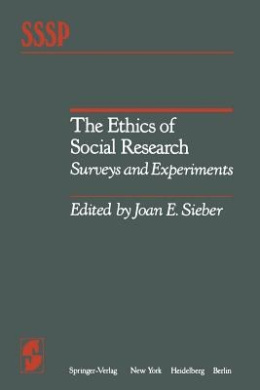 SSSP
The Ethics of
Social Research
Surveys and Experiments
Edited by Joan E. Sieber
Springer-Verlag New York Heidelberg Berlin